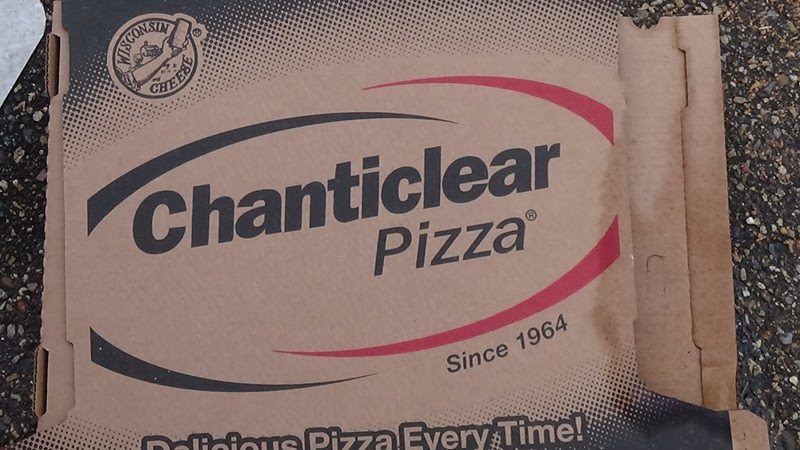 WISCONSIN
CHEESE
®
Chanticlear
Pizza®
Since 1964
Delicious Pizza Every Time!